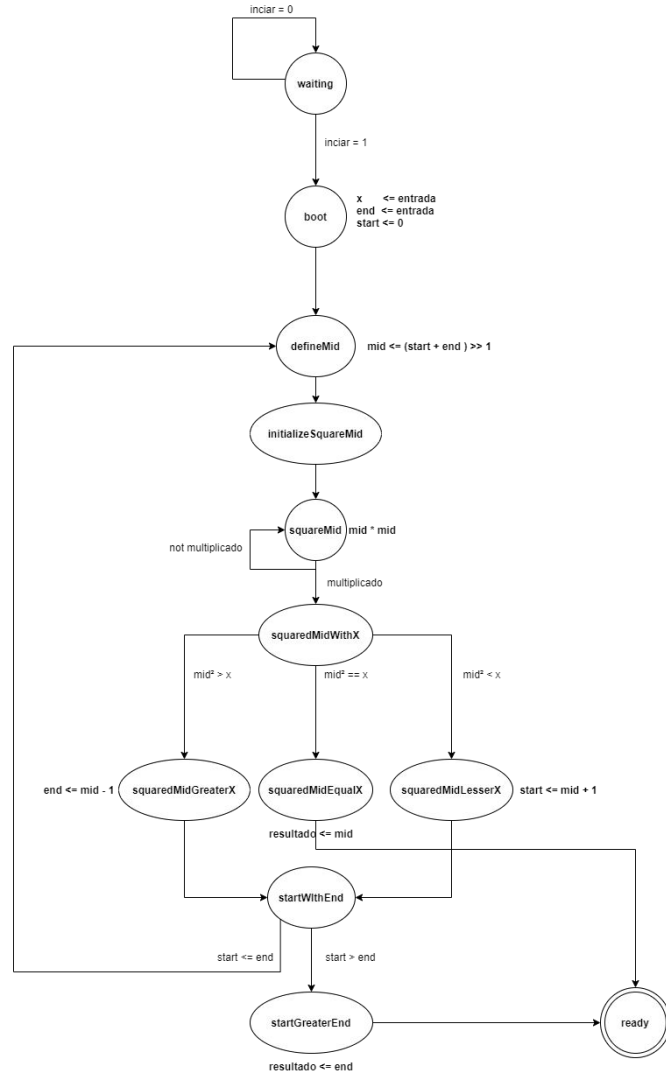 inciar = 0
waiting
inciar = 1
boot
x <= entrada
end <= entrada
start <= 0
defineMid
mid <= (start + end ) >> 1
initializeSquareMid
squareMid
mid * mid
not multiplicado
multiplicado
squaredMidWithX
mid² > x
mid² == x
mid² < x
end <= mid - 1
squaredMidGreaterX
squaredMidEqualX
squaredMidLesserX
start <= mid + 1
resultado <= mid
startWIthEnd
start <= end
start > end
startGreaterEnd
ready
resultado <= end